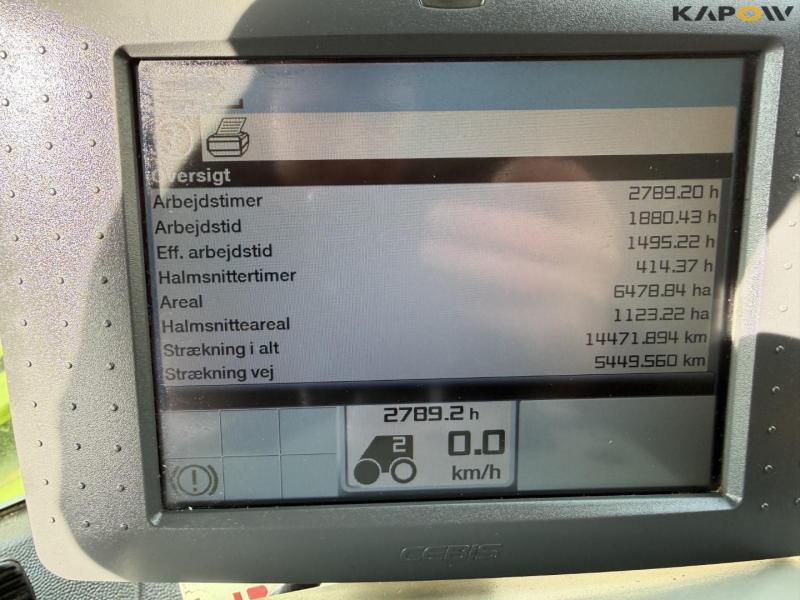 KAPOW
Oversigt
Arbejdstimer 2789.20 h
Arbejdstid 1880.43 h
Eff. arbejdstid 1495.22 h
Halmsnittertimer 414.37 h
Areal 6478.84 ha
Halmsnitteareal 1123.22 ha
Strækning i alt 14471.894 km
Strækning vej 5449.560 km
2789.2 h
2 0.0
km/h
CEBIS